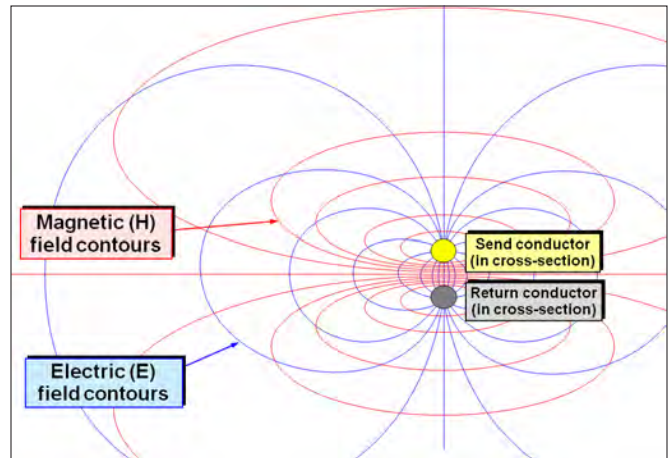 Magnetic (H)
field contours
Send conductor
(in cross-section)
Return conductor
(in cross-section)
Electric (E)
field contours